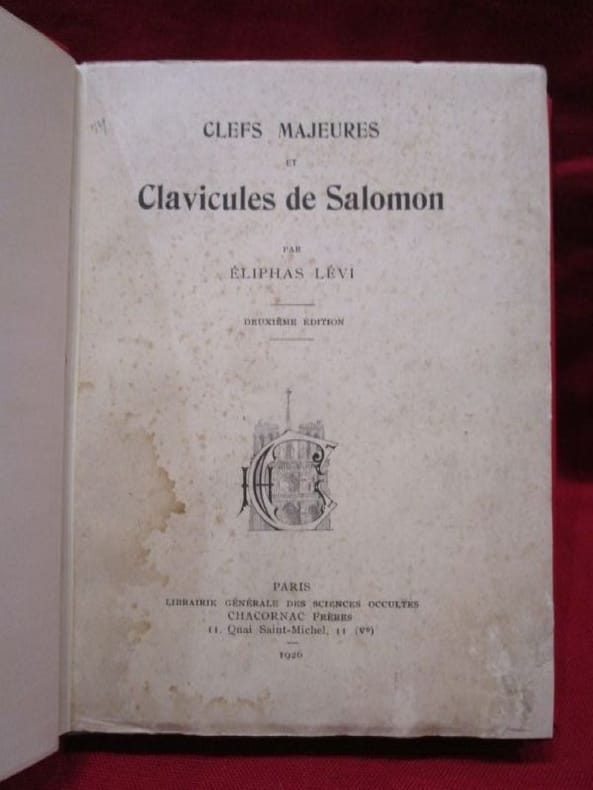 CLEFS MAJEURES
ET
Clavicules de Salomon
PAR
ÉLIPHAS LÉVI
DEUXIÈME ÉDITION
PARIS
LIBRAIRIE GÉNÉRALE DES SCIENCES OCCULTES
CHACORNAC FRÈRES
11, Quai Saint-Michel, 11 (Vᵉ)
1926